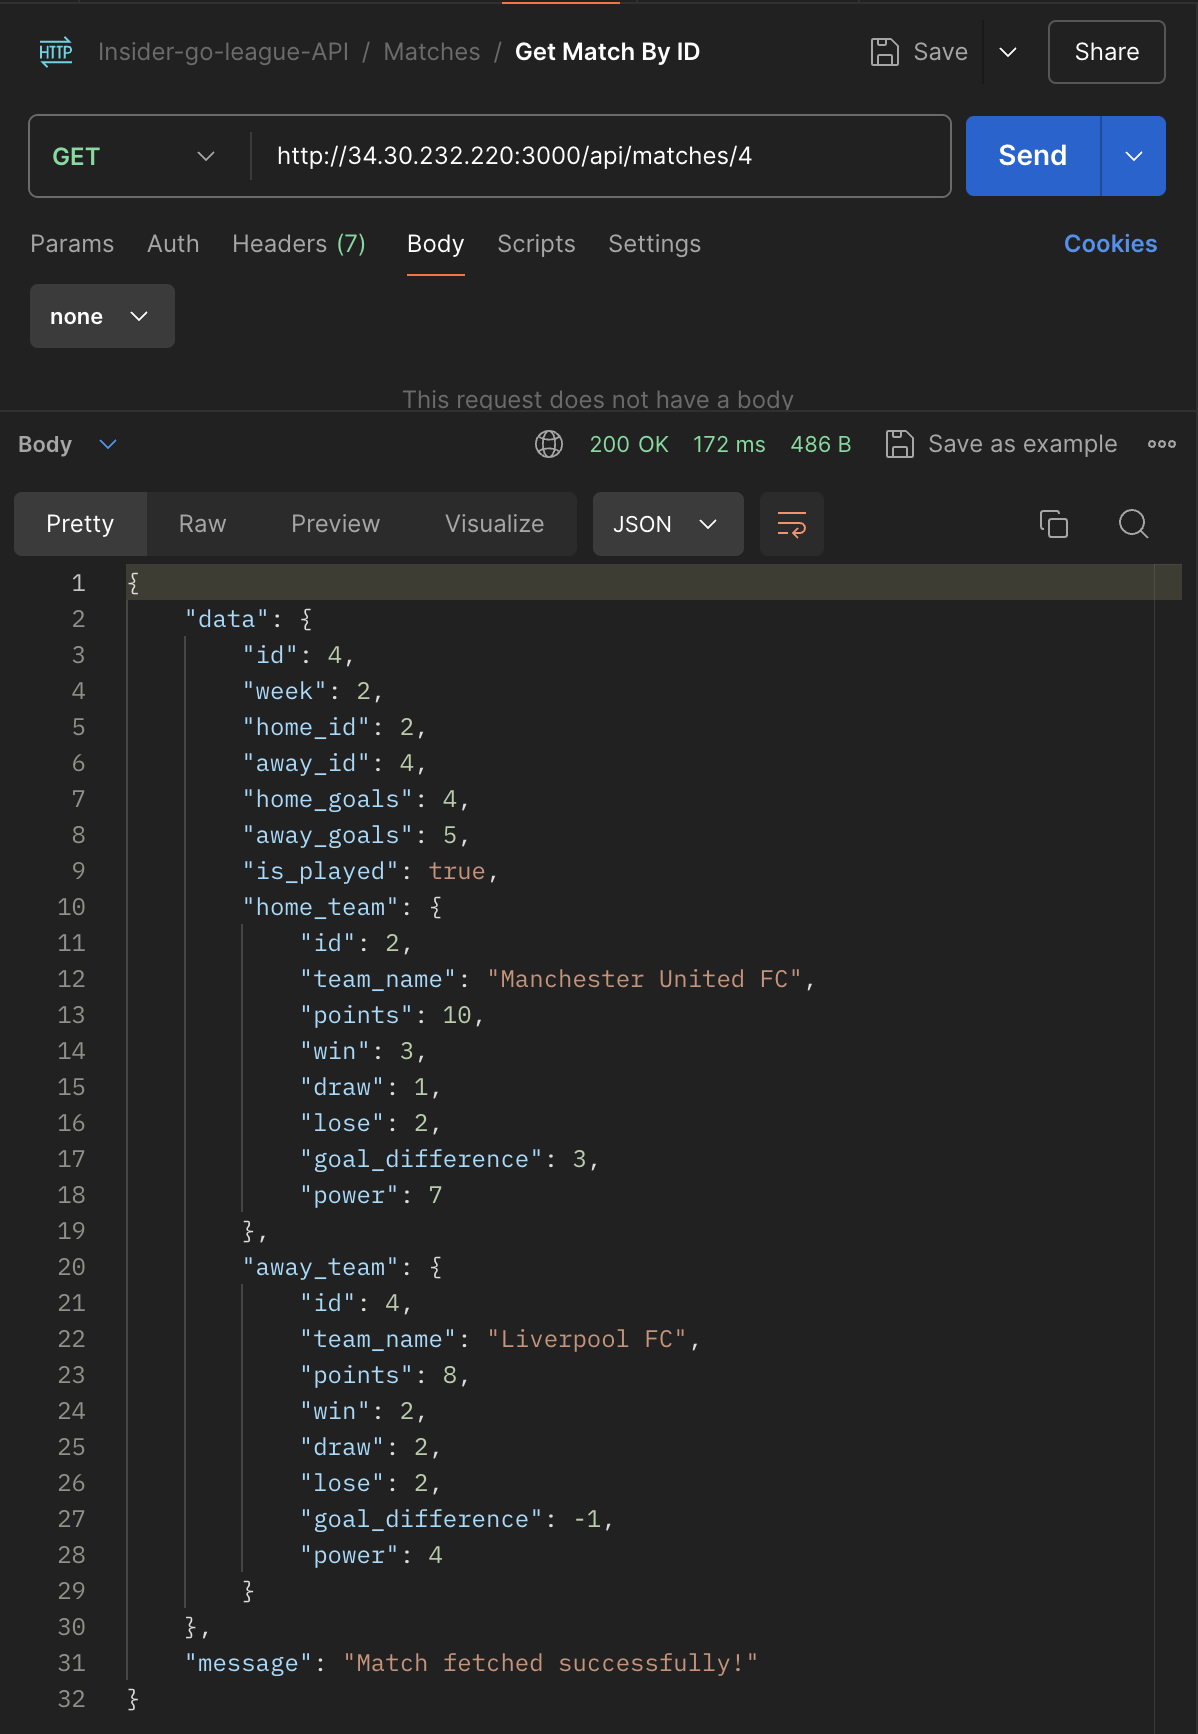 HTTP Insider-go-league-API / Matches / Get Match By ID Save Share
GET http://34.30.232.220:3000/api/matches/4 Send
Params Auth Headers (7) Body Scripts Settings Cookies
none
This request does not have a body
Body 200 OK 172 ms 486 B Save as example
Pretty Raw Preview Visualize JSON
1 {
2 "data": {
3 "id": 4,
4 "week": 2,
5 "home_id": 2,
6 "away_id": 4,
7 "home_goals": 4,
8 "away_goals": 5,
9 "is_played": true,
10 "home_team": {
11 "id": 2,
12 "team_name": "Manchester United FC",
13 "points": 10,
14 "win": 3,
15 "draw": 1,
16 "lose": 2,
17 "goal_difference": 3,
18 "power": 7
19 },
20 "away_team": {
21 "id": 4,
22 "team_name": "Liverpool FC",
23 "points": 8,
24 "win": 2,
25 "draw": 2,
26 "lose": 2,
27 "goal_difference": -1,
28 "power": 4
29 }
30 },
31 "message": "Match fetched successfully!"
32 }